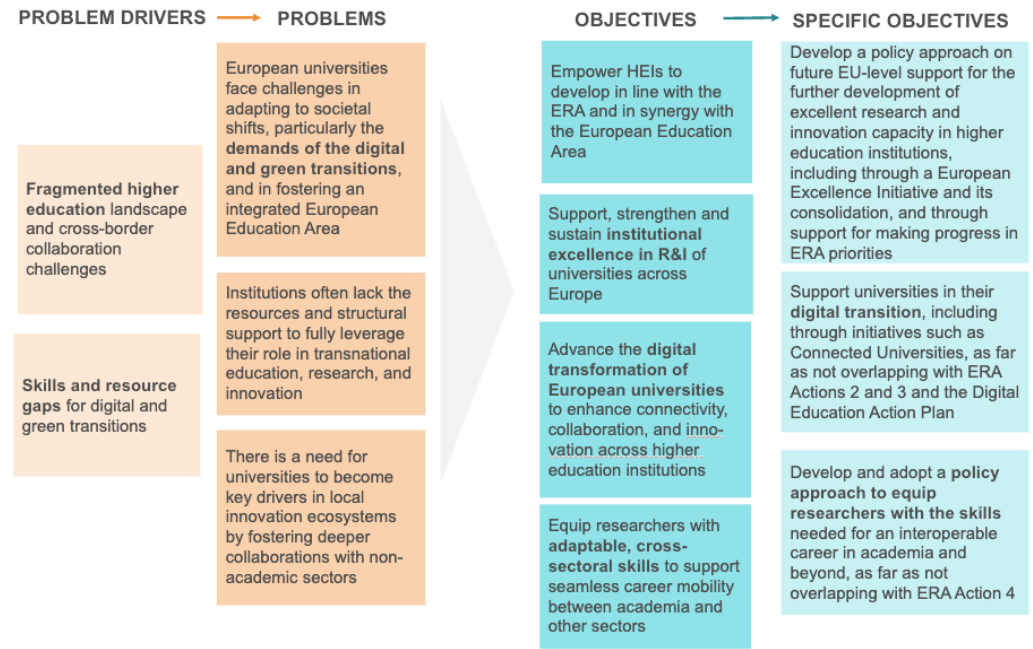 PROBLEM DRIVERS
PROBLEMS
OBJECTIVES
SPECIFIC OBJECTIVES
Fragmented higher
education landscape
and cross-border
collaboration
challenges
Skills and resource
gaps for digital and
green transitions
European universities
face challenges in
adapting to societal
shifts, particularly the
demands of the digital
and green transitions,
and in fostering an
integrated European
Education Area
Institutions often lack the
resources and structural
support to fully leverage
their role in transnational
education, research, and
innovation
There is a need for
universities to become
key drivers in local
innovation ecosystems
by fostering deeper
collaborations with non-
academic sectors
Empower HEIs to
develop in line with the
ERA and in synergy with
the European Education
Area
Support, strengthen and
sustain institutional
excellence in R&I of
universities across
Europe
Advance the digital
transformation of
European universities
to enhance connectivity,
collaboration, and inno-
vation across higher
education institutions
Equip researchers with
adaptable, cross-
sectoral skills to support
seamless career mobility
between academia and
other sectors
Develop a policy approach on
future EU-level support for the
further development of
excellent research and
innovation capacity in higher
education institutions,
including through a European
Excellence Initiative and its
consolidation, and through
support for making progress in
ERA priorities
Support universities in their
digital transition, including
through initiatives such as
Connected Universities, as far
as not overlapping with ERA
Actions 2 and 3 and the Digital
Education Action Plan
Develop and adopt a policy
approach to equip
researchers with the skills
needed for an interoperable
career in academia and
beyond, as far as not
overlapping with ERA Action 4